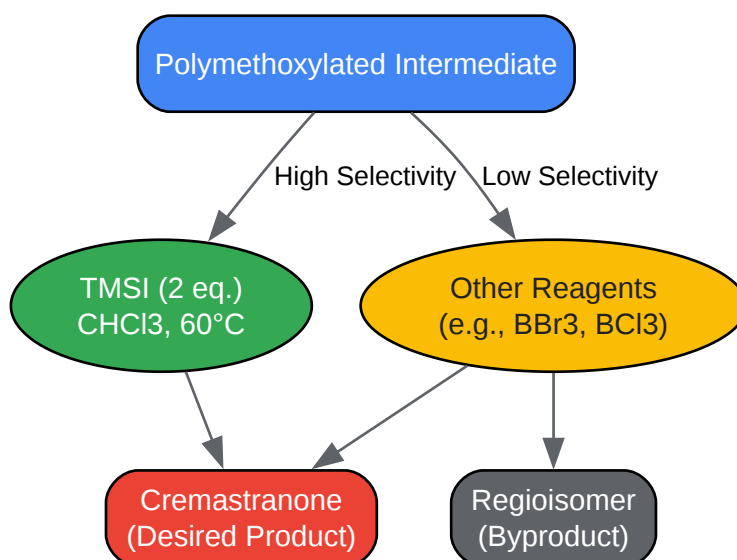 Polymethoxylated Intermediate
High Selectivity
Low Selectivity
TMSI (2 eq.)
CHCl3, 60°C
Other Reagents
(e.g., BBr3, BCl3)
Cremastranone
(Desired Product)
Regioisomer
(Byproduct)